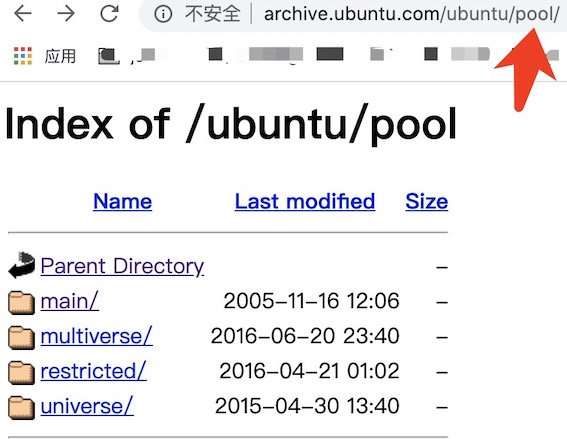 不安全 archive.ubuntu.com/ubuntu/pool/
应用
Index of /ubuntu/pool
Name Last modified Size
Parent Directory –
main/ 2005–11–16 12:06 –
multiverse/ 2016–06–20 23:40 –
restricted/ 2016–04–21 01:02 –
universe/ 2015–04–30 13:40 –